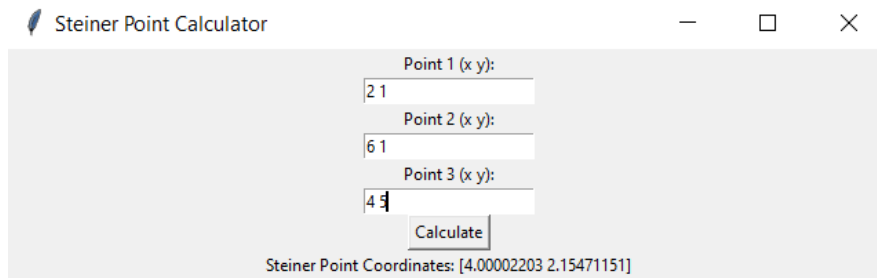 Steiner Point Calculator
Point 1 (x y):
2 1
Point 2 (x y):
6 1
Point 3 (x y):
4 5
Calculate
Steiner Point Coordinates: [4.00002203 2.15471151]